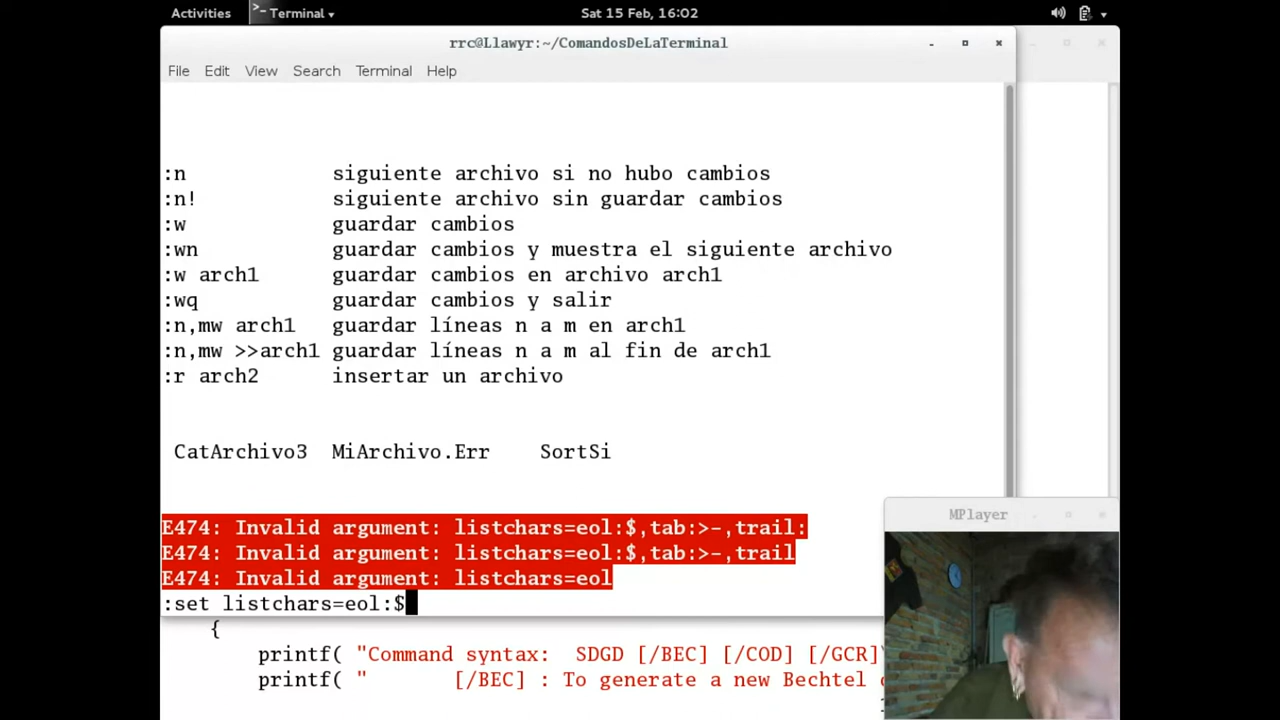 Activities
Terminal
Sat 15 Feb, 16:02
rrc@Llawyr:~/ComandosDeLaTerminal
File Edit View Search Terminal Help
:n siguiente archivo si no hubo cambios
:n! siguiente archivo sin guardar cambios
:w guardar cambios
:wn guardar cambios y muestra el siguiente archivo
:w arch1 guardar cambios en archivo arch1
:wq guardar cambios y salir
:n,mw arch1 guardar líneas n a m en arch1
:n,mw >>arch1 guardar líneas n a m al fin de arch1
:r arch2 insertar un archivo
CatArchivo3 MiArchivo.Err SortSi
E474: Invalid argument: listchars=eol:$,tab:>-,trail:
E474: Invalid argument: listchars=eol:$,tab:>-,trail
E474: Invalid argument: listchars=eol
:set listchars=eol:$
MPlayer
{
printf( "Command syntax: SDGD [/BEC] [/COD] [/GCR]
printf( " [/BEC] : To generate a new Bechtel